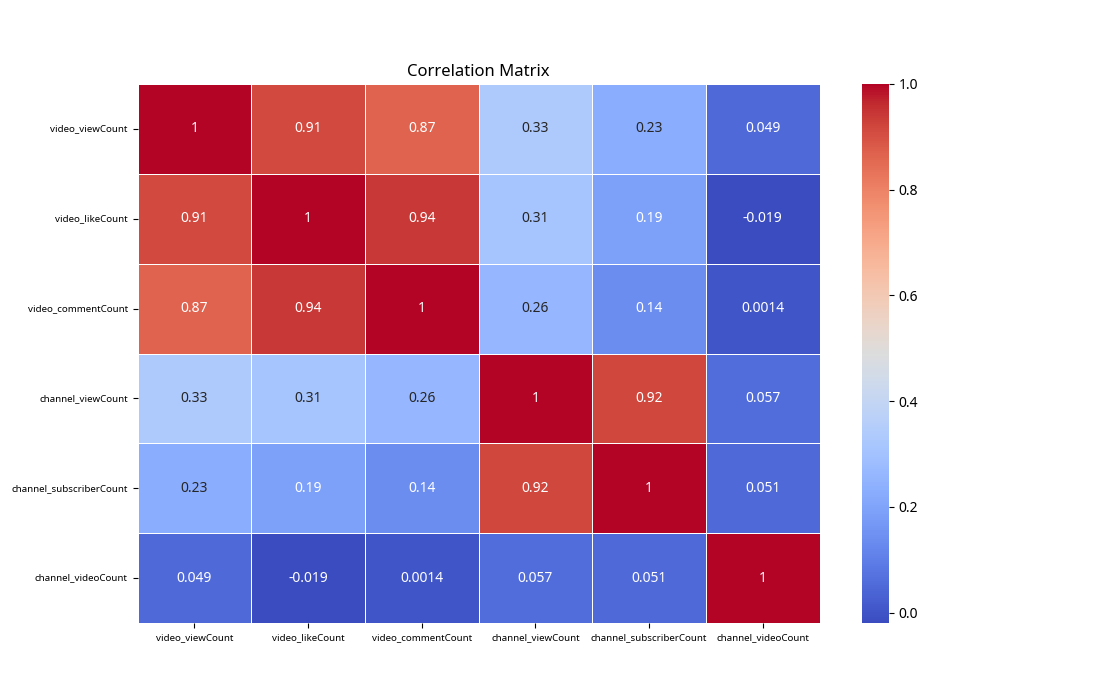 Correlation Matrix
video_viewCount 1 0.91 0.87 0.33 0.23 0.049
video_likeCount 0.91 1 0.94 0.31 0.19 -0.019
video_commentCount 0.87 0.94 1 0.26 0.14 0.0014
channel_viewCount 0.33 0.31 0.26 1 0.92 0.057
channel_subscriberCount 0.23 0.19 0.14 0.92 1 0.051
channel_videoCount 0.049 -0.019 0.0014 0.057 0.051 1
video_viewCount video_likeCount video_commentCount channel_viewCount channel_subscriberCount channel_videoCount
1.0
0.8
0.6
0.4
0.2
0.0